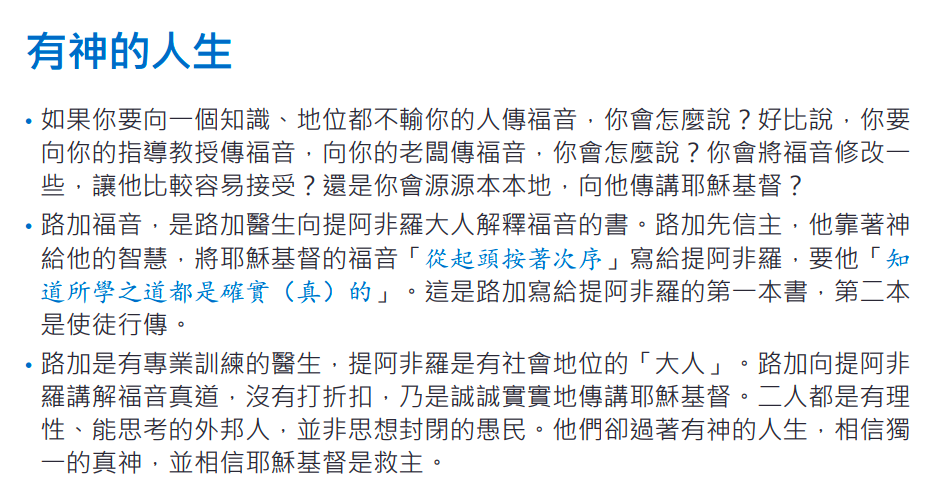 有神的人生
• 如果你要向一個知識、地位都不輸你的人傳福音，你會怎麼說？好比說，你要
向你的指導教授傳福音，向你的老闆傳福音，你會怎麼說？你會將福音修改一
些，讓他比較容易接受？還是你會源源本本地，向他傳講耶穌基督？
• 路加福音，是路加醫生向提阿非羅大人解釋福音的書。路加先信主，他靠著神
給他的智慧，將耶穌基督的福音「從起頭按著次序」寫給提阿非羅，要他「知
道所學之道都是確實（真）的」。這是路加寫給提阿非羅的第一本書，第二本
是使徒行傳。
• 路加是有專業訓練的醫生，提阿非羅是有社會地位的「大人」。路加向提阿非
羅講解福音真道，沒有打折扣，乃是誠誠實實地傳講耶穌基督。二人都是有理
性、能思考的外邦人，並非思想封閉的愚民。他們卻過著有神的人生，相信獨
一的真神，並相信耶穌基督是救主。